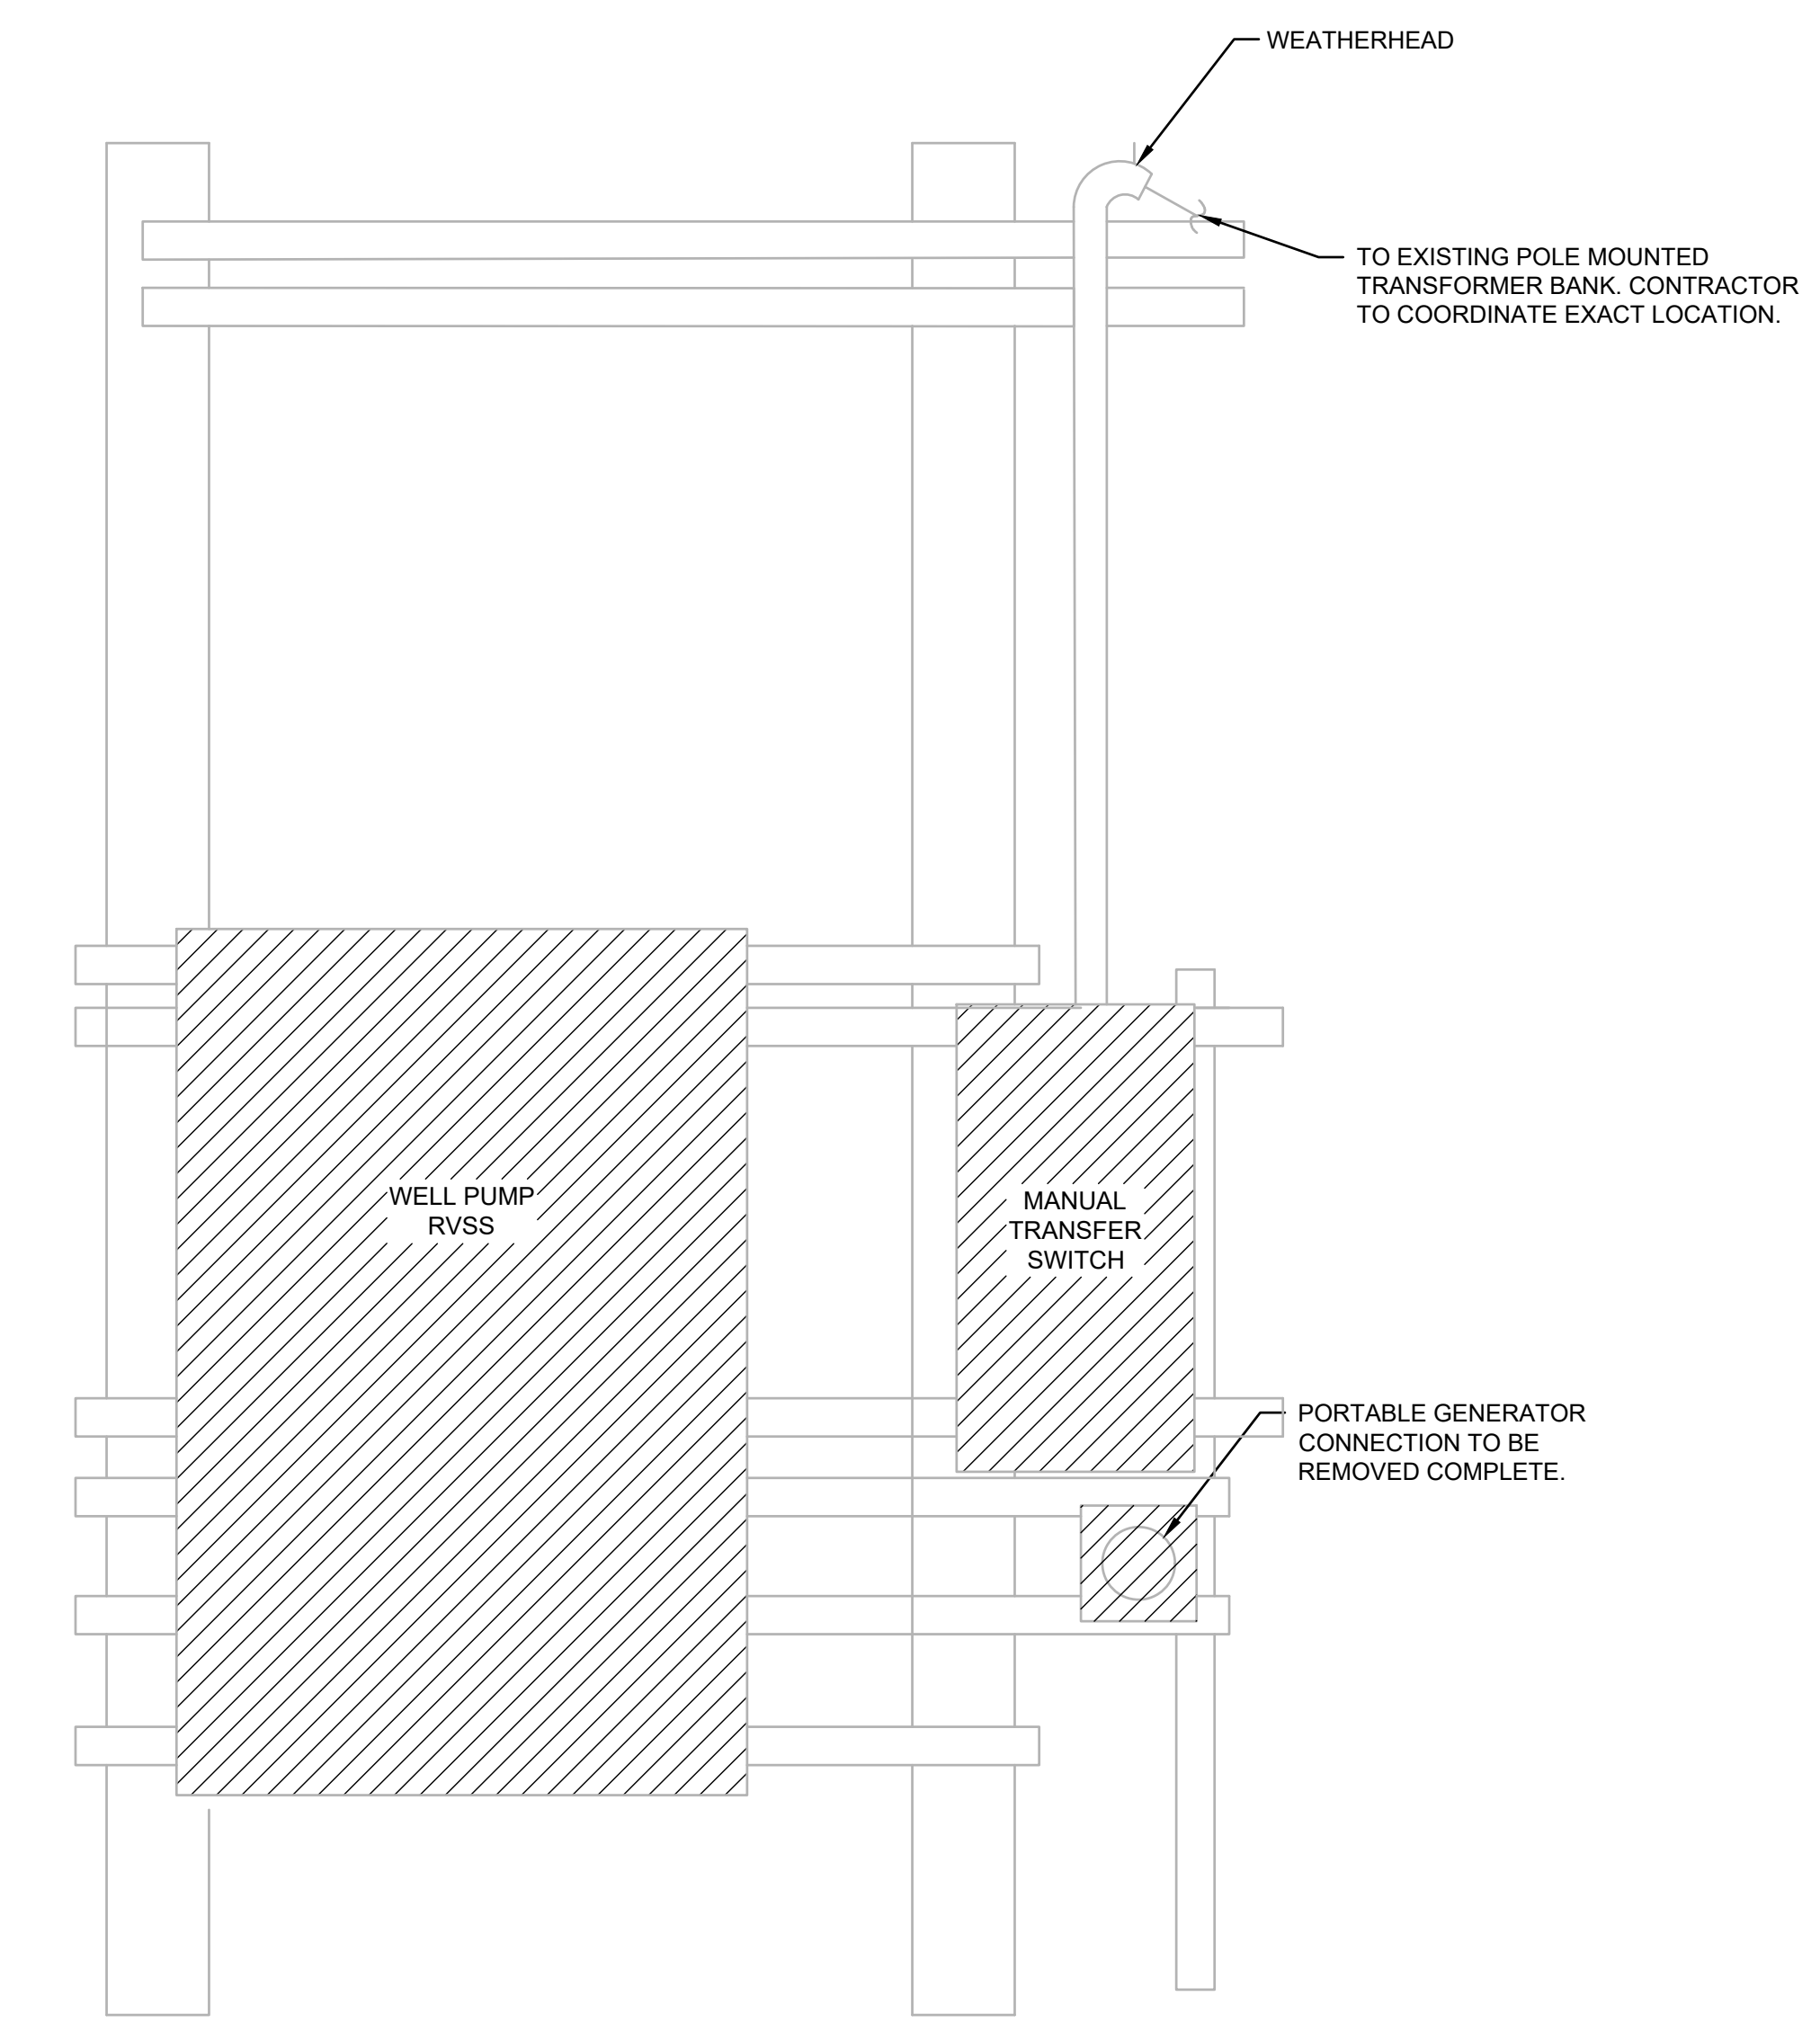 WEATHERHEAD
TO EXISTING POLE MOUNTED
TRANSFORMER BANK. CONTRACTOR
TO COORDINATE EXACT LOCATION.
WELL PUMP
RVSS
MANUAL
TRANSFER
SWITCH
PORTABLE GENERATOR
CONNECTION TO BE
REMOVED COMPLETE.